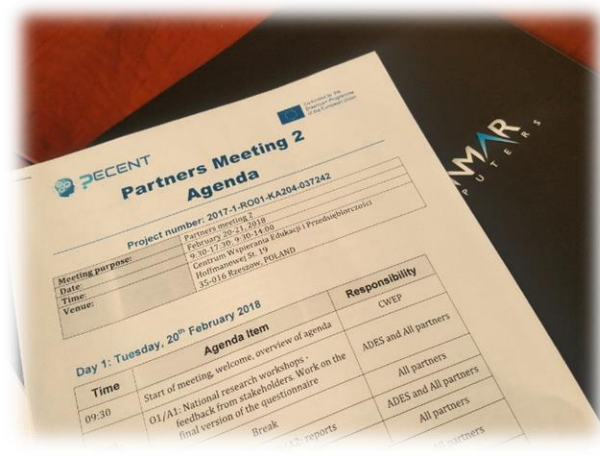 Co-funded by the
Erasmus+ Programme
of the European Union
PECENT
Partners Meeting 2
Agenda
Project number: 2017-1-RO01-KA204-037242
Meeting purpose: Partners meeting 2
Date: February 20-21, 2018
Time: 9:30-17:30; 9:30-14:00
Venue: Centrum Wspierania Edukacji i Przedsiębiorczości
Hoffmanowej St. 19
35-016 Rzeszow, POLAND
Day 1: Tuesday, 20th February 2018
Time Agenda Item Responsibility
09:30 Start of meeting, welcome, overview of agenda CWEP
O1/A1: National research workshops - ADES and All partners
feedback from stakeholders. Work on the
final version of the questionnaire
Break All partners
/A2: reports ADES and All partners
All partners
partners
MAR
PUTERS